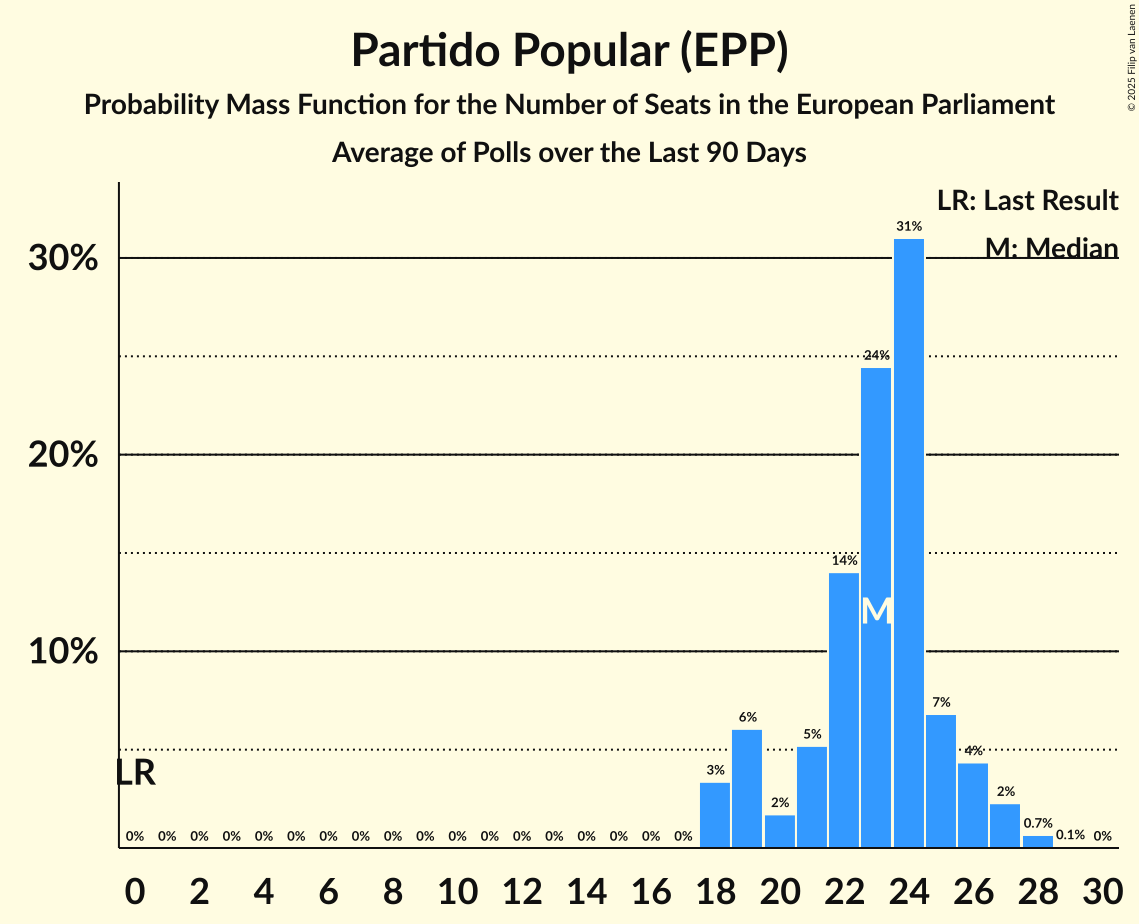 Partido Popular (EPP)
Probability Mass Function for the Number of Seats in the European Parliament
Average of Polls over the Last 90 Days
© 2025 Filip van Laenen
LR: Last Result
M: Median
30%
20%
10%
31%
24%
14%
M
7%
6%
5%
4%
3%
2%
2%
0.7%
0.1%
0%
LR
0% 0% 0% 0% 0% 0% 0% 0% 0% 0% 0% 0% 0% 0% 0% 0% 0% 0%
0 2 4 6 8 10 12 14 16 18 20 22 24 26 28 30